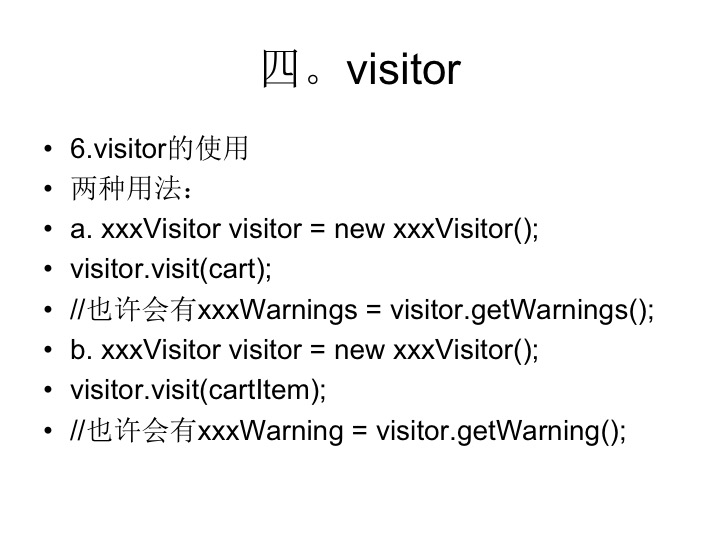 四。visitor
• 6.visitor的使用
• 两种用法：
• a. xxxVisitor visitor = new xxxVisitor();
• visitor.visit(cart);
• //也许会有xxxWarnings = visitor.getWarnings();
• b. xxxVisitor visitor = new xxxVisitor();
• visitor.visit(cartItem);
• //也许会有xxxWarning = visitor.getWarning();